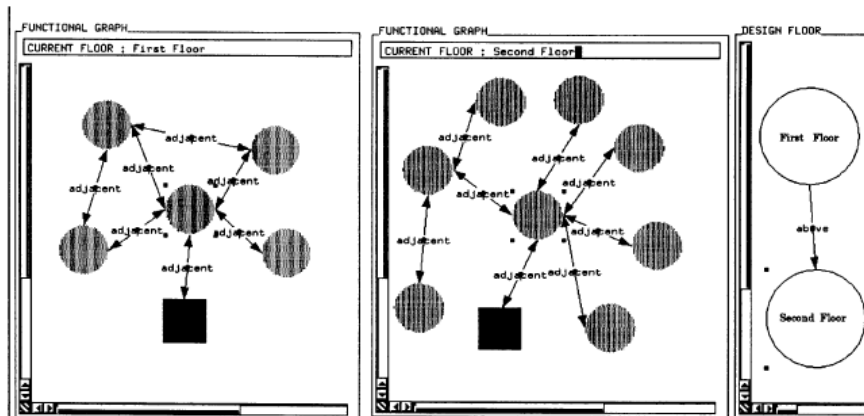 FUNCTIONAL GRAPH
CURRENT FLOOR : First Floor
adjacent
adjacent
adjacent
adjacent
adjacent
adjacent
adjacent
FUNCTIONAL GRAPH
CURRENT FLOOR : Second Floor
adjacent
adjacent
adjacent
adjacent
adjacent
adjacent
adjacent
adjacent
DESIGN FLOOR
First Floor
above
Second Floor